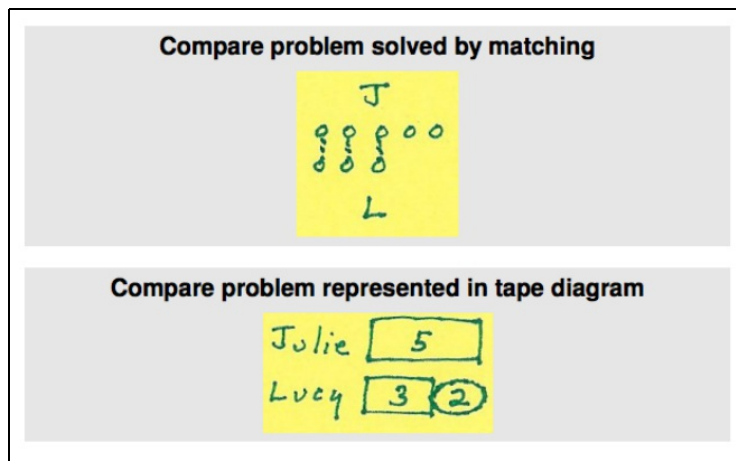 Compare problem solved by matching
J
L
Compare problem represented in tape diagram
Julie 5
Lucy 3 2